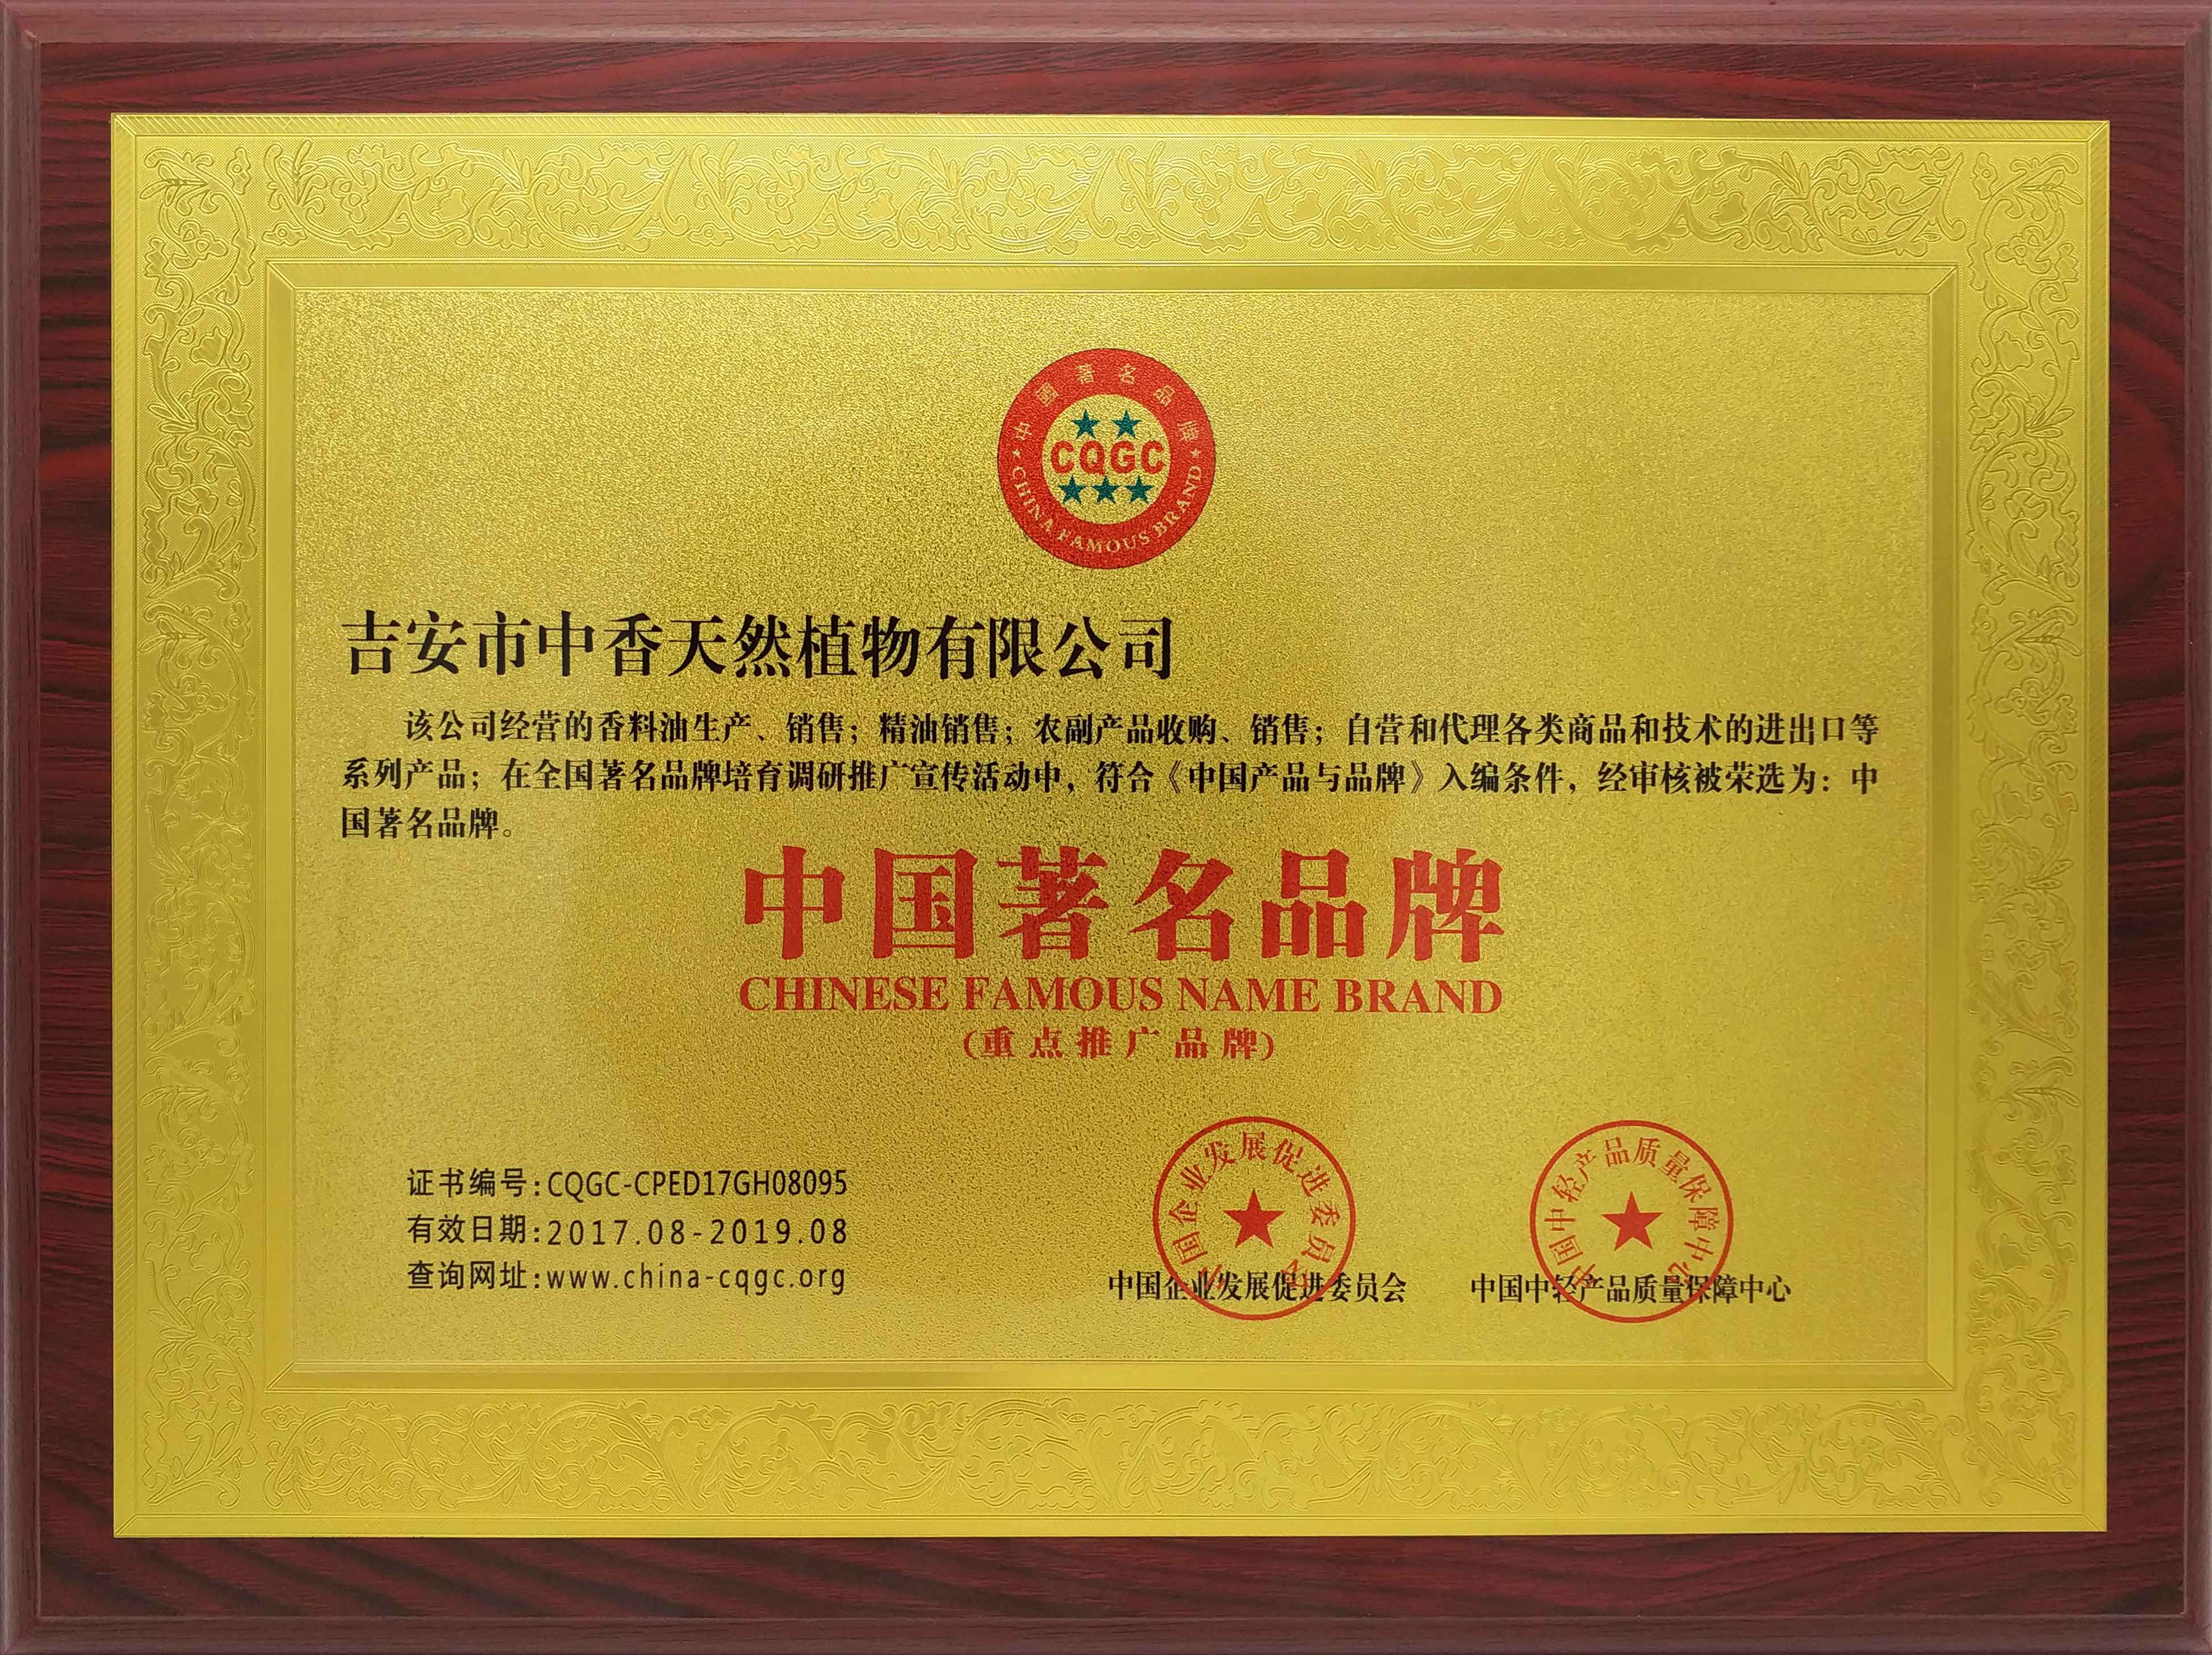 中国著名品牌
CQGC
CHINA FAMOUS BRAND
吉安市中香天然植物有限公司
该公司经营的香料油生产、销售；精油销售；农副产品收购、销售；自营和代理各类商品和技术的进出口等
系列产品；在全国著名品牌培育调研推广宣传活动中，符合《中国产品与品牌》入编条件，经审核被荣选为：中
国著名品牌。
中国著名品牌
CHINESE FAMOUS NAME BRAND
(重点推广品牌)
证书编号:CQGC-CPED17GH08095
有效日期:2017.08-2019.08
查询网址:www.china-cqgc.org
中国企业发展促进委员会
中国企业发展促进委员会
中国中轻产品质量保障中心
中国中轻产品质量保障中心